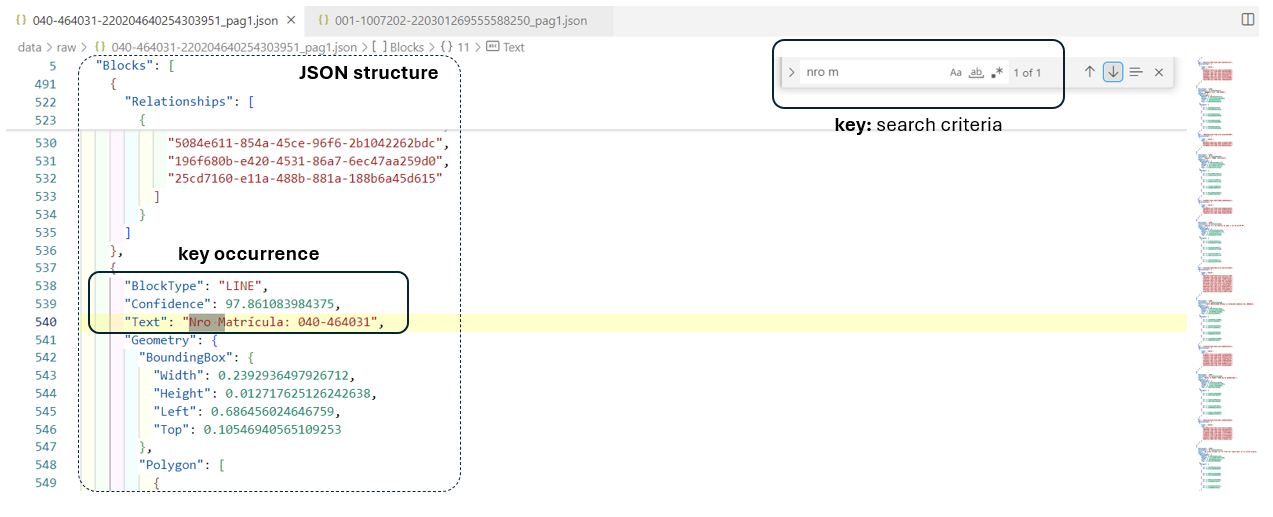 {} 040-464031-220204640254303951_pag1.json × {} 001-1007202-220301269555588250_pag1.json
data > raw > {} 040-464031-220204640254303951_pag1.json > [ ] Blocks > {} 11 > abc Text
nro m Aa ab .* 1 of 1
key: search criteria
JSON structure
5 "Blocks": [
491 {
522 "Relationships": [
523 {
530 "5084e611-854a-45ce-96f6-2b1042262bdc",
531 "196f680b-e420-4531-86a7-6ec47aa259d0",
532 "25cd7160-e11a-488b-881a-188b6a45d615"
533 ]
534 }
535 ]
536 },
key occurrence
537 {
538 "BlockType": "LINE",
539 "Confidence": 97.861083984375,
540 "Text": "Nro Matrícula: 040-464031",
541 "Geometry": {
542 "BoundingBox": {
543 "Width": 0.2392936497926712,
544 "Height": 0.012717625126242638,
545 "Left": 0.686456024646759,
546 "Top": 0.10546940565109253
547 },
548 "Polygon": [
549 {